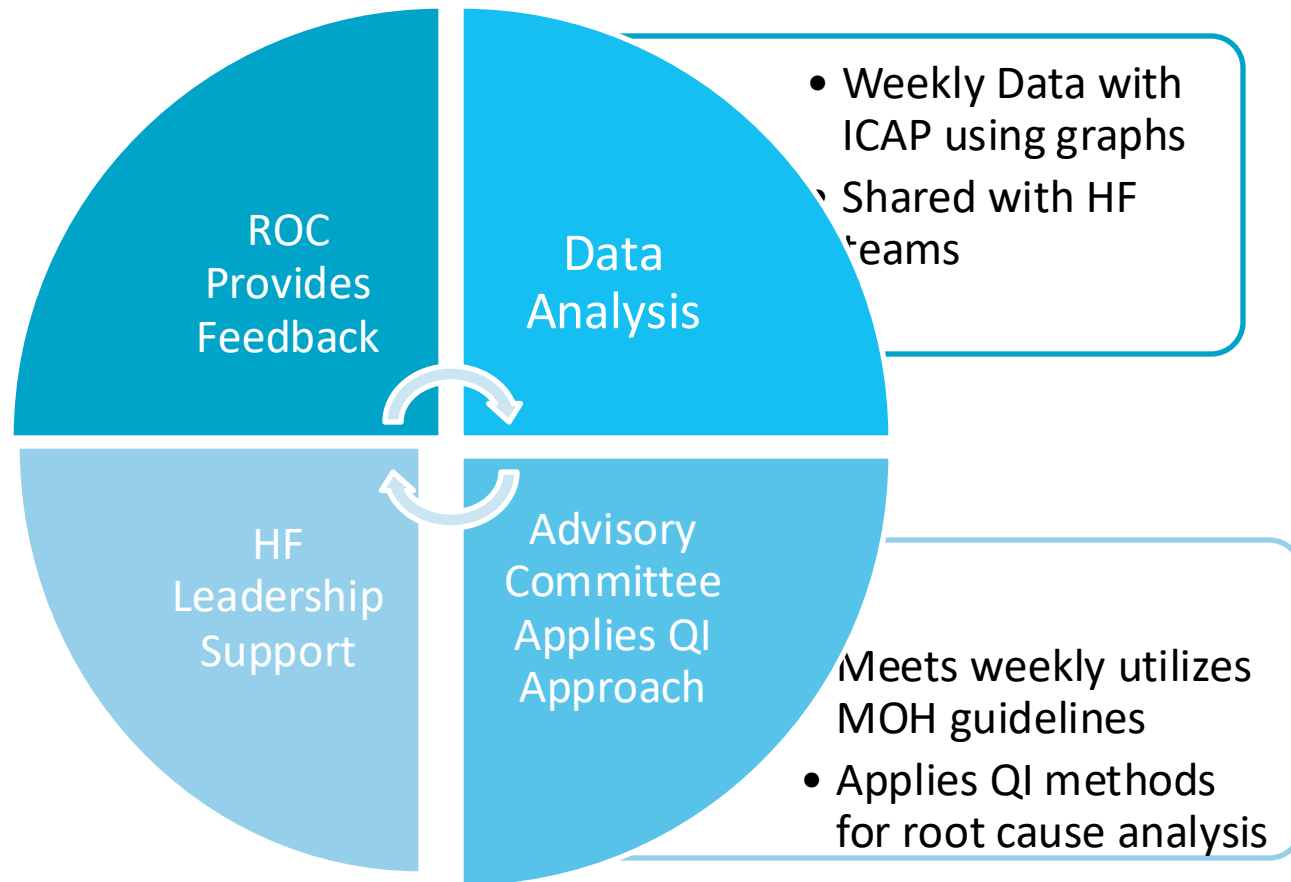 ROC
Provides
Feedback
Data
Analysis
• Weekly Data with
ICAP using graphs
• Shared with HF
teams
HF
Leadership
Support
Advisory
Committee
Applies QI
Approach
Meets weekly utilizes
MOH guidelines
• Applies QI methods
for root cause analysis